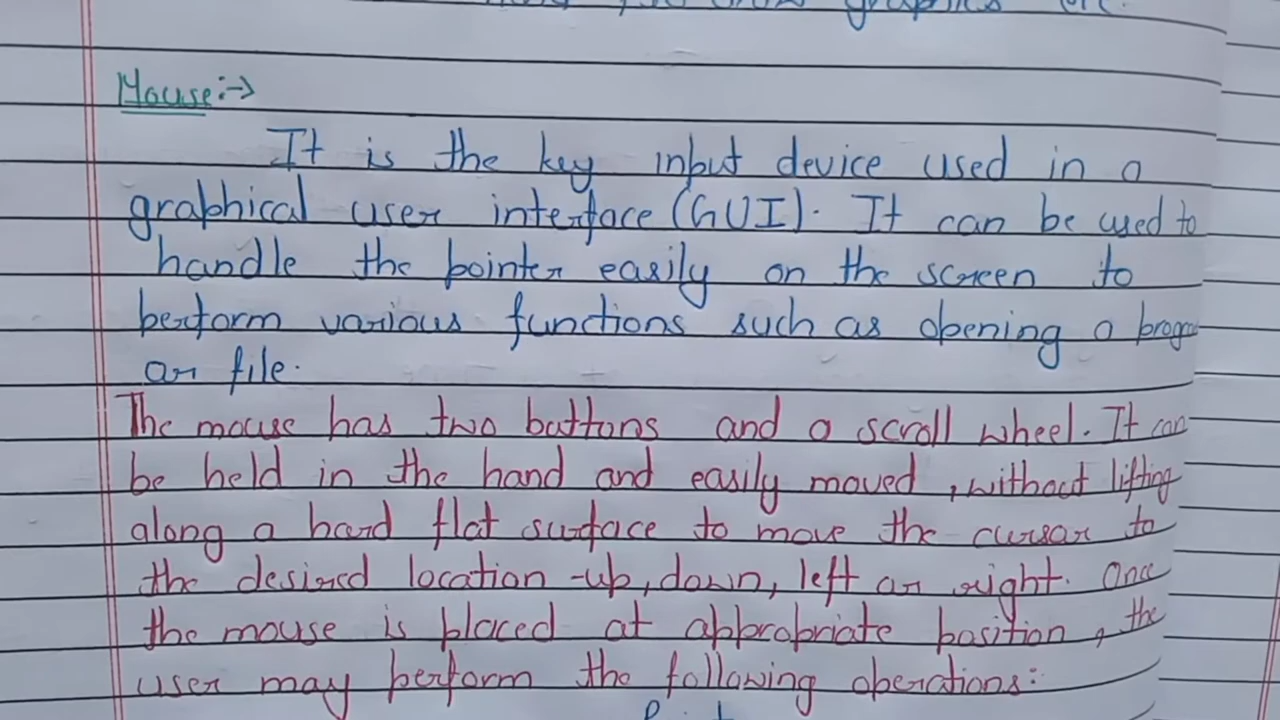 graphics etc.
Mouse:→
It is the key input device used in a
graphical user interface (GUI). It can be used to
handle the pointer easily on the screen to
perform various functions such as opening a
or file.
The mouse has two buttons and a scroll wheel. It can
be held in the hand and easily moved, without lifting
along a hard flat surface to move the cursor to
the desired location -up, down, left or right. Once
the mouse is placed at appropriate position, the
user may perform the following operations: